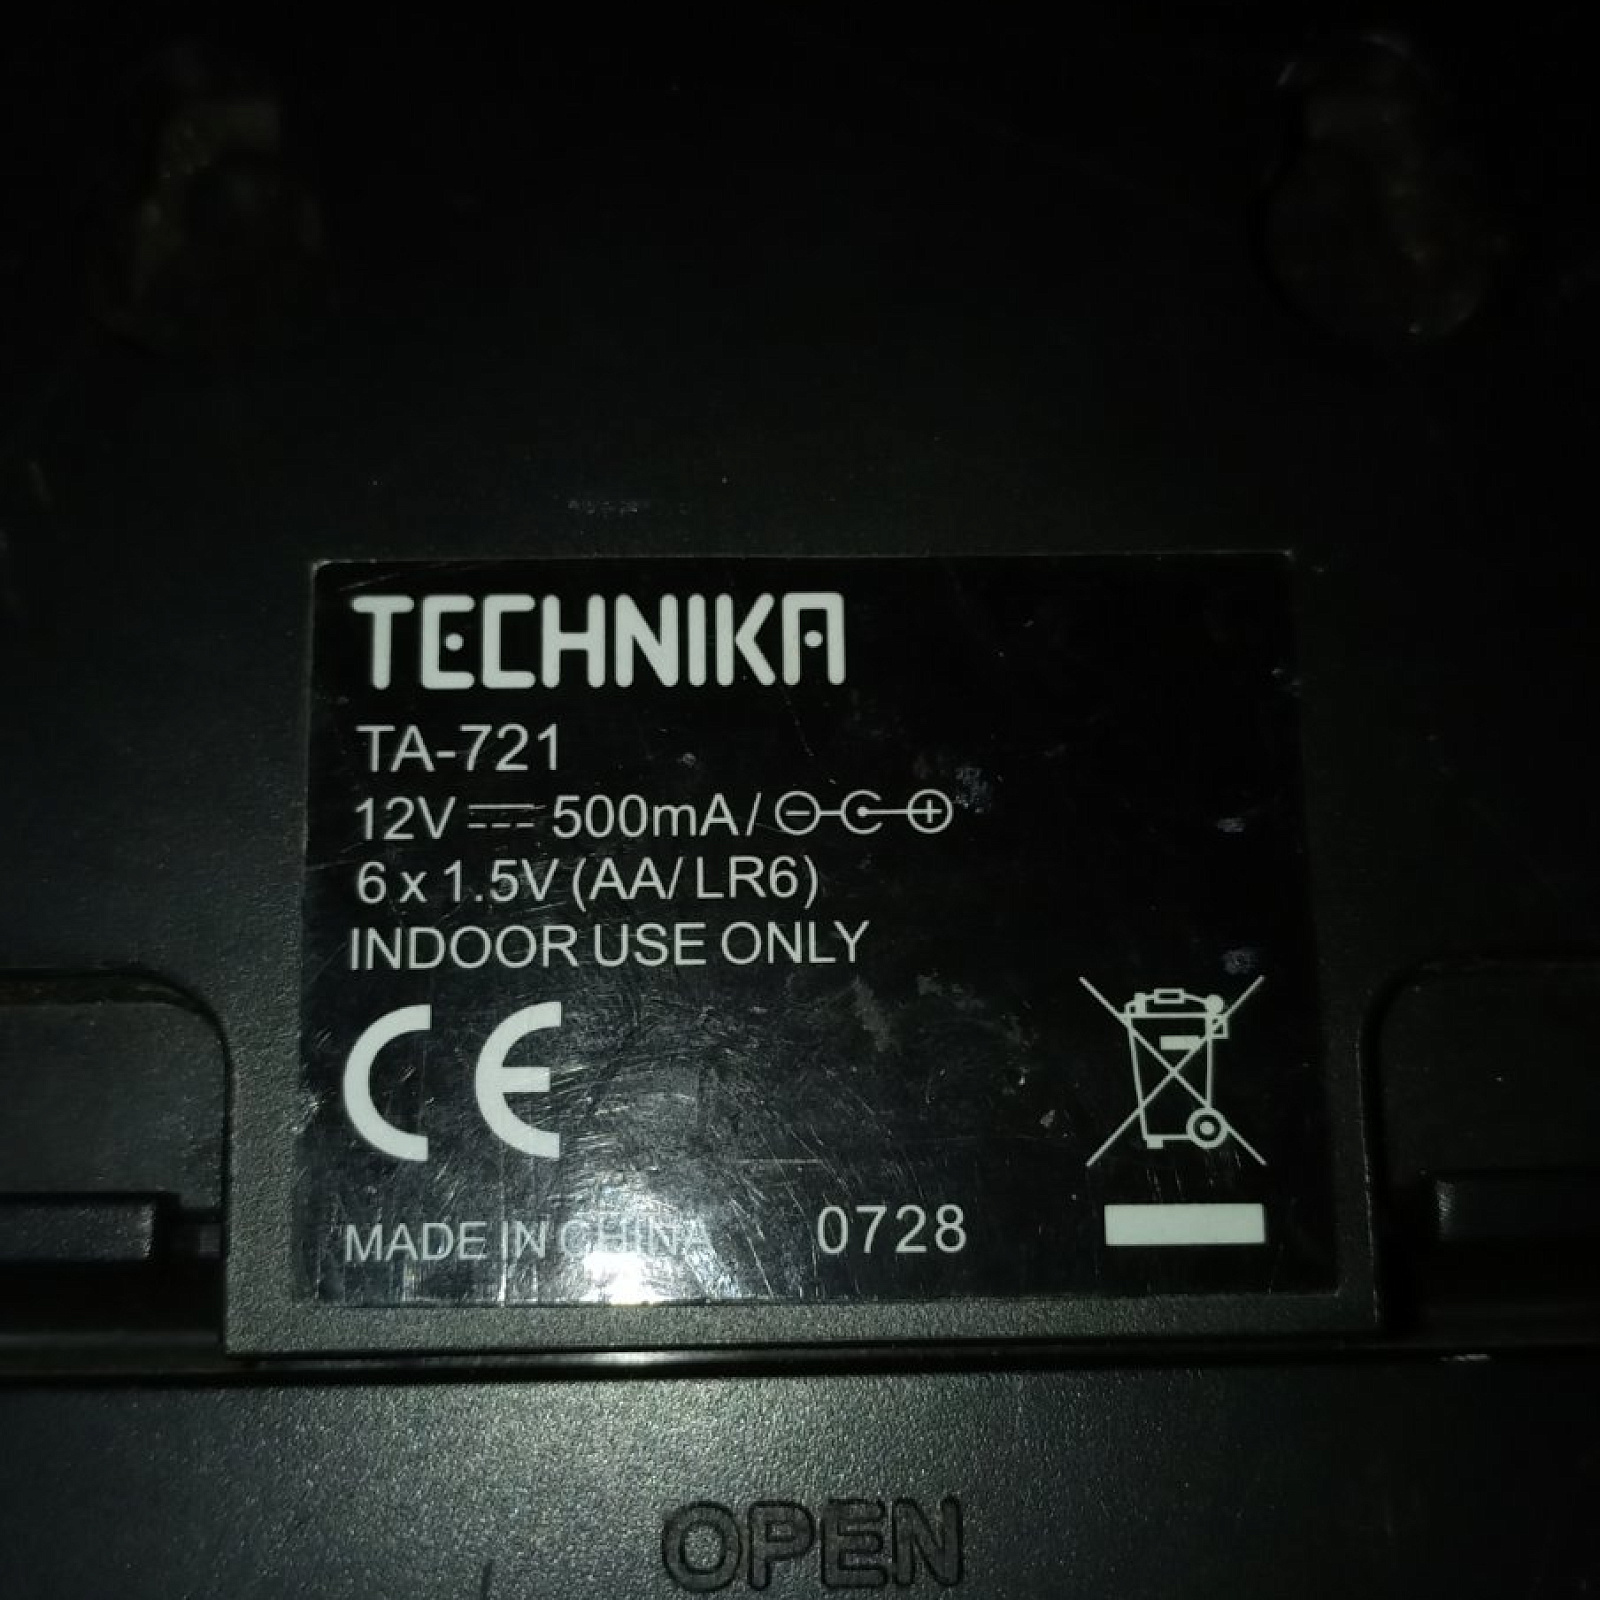 TECHNIKA
TA-721
12V 500mA/
6 x 1.5V (AA/LR6)
INDOOR USE ONLY
CE
MADE IN CHINA 0728
OPEN